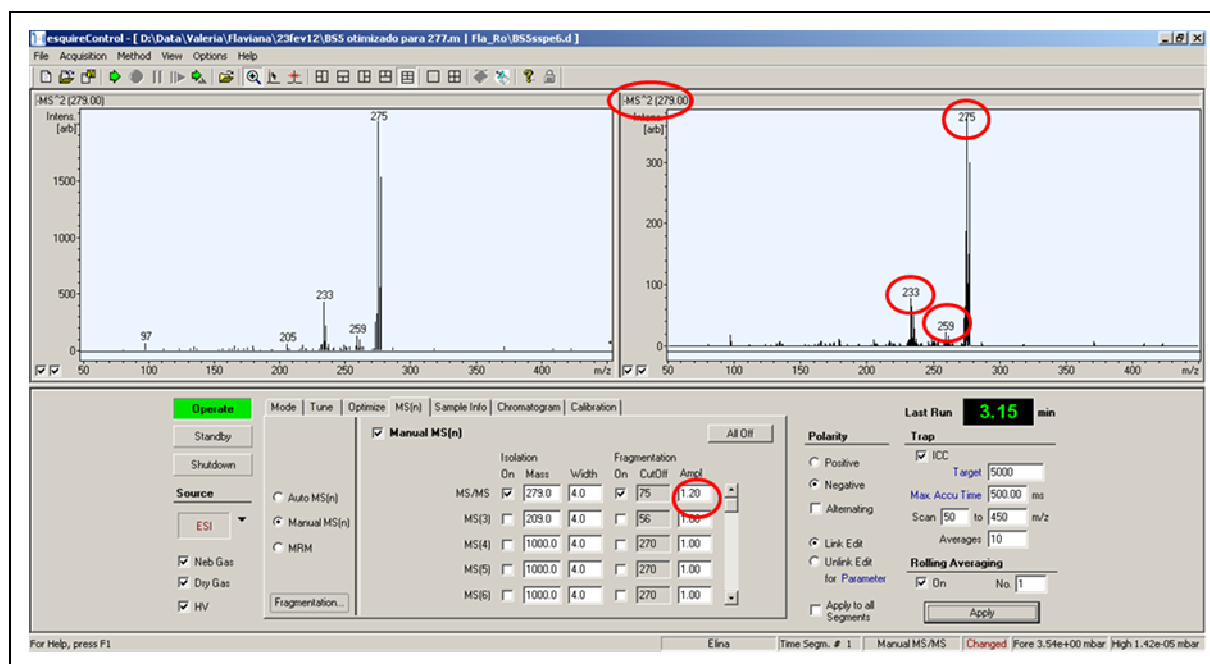 esquireControl - [ D:\Data\Valeria\Flaviana\23fev12\BS5 otimizado para 277.m | Fla_Ro\BS5sspe6.d ]
File Acquisition Method View Options Help
-MS^2 (279.00)
Intens.
[arb]
1500
1000
500
0
275
233
259
205
97
50 100 150 200 250 300 350 400 m/z
-MS^2 (279.00)
Intens.
[arb]
300
200
100
0
275
233
259
50 100 150 200 250 300 350 400 m/z
Operate
Standby
Shutdown
Source
ESI
Neb Gas
Dry Gas
HV
Mode Tune Optimize MS(n) Sample Info Chromatogram Calibration
Auto MS(n)
Manual MS(n)
MRM
Fragmentation...
Manual MS(n) All Off
Isolation Fragmentation
On Mass Width On CutOff Ampl
MS/MS 279.0 4.0 75 1.20
MS(3) 209.0 4.0 56 1.00
MS(4) 1000.0 4.0 270 1.00
MS(5) 1000.0 4.0 270 1.00
MS(6) 1000.0 4.0 270 1.00
Polarity
Positive
Negative
Alternating
Link Edit
Unlink Edit
for Parameter
Apply to all
Segments
Last Run 3.15 min
Trap
ICC
Target 5000
Max. Accu Time 500.00 ms
Scan 50 to 450 m/z
Averages 10
Rolling Averaging
On No. 1
Apply
For Help, press F1 Elina Time Segm. # 1 Manual MS/MS Changed Fore 3.54e+00 mbar High 1.42e-05 mbar